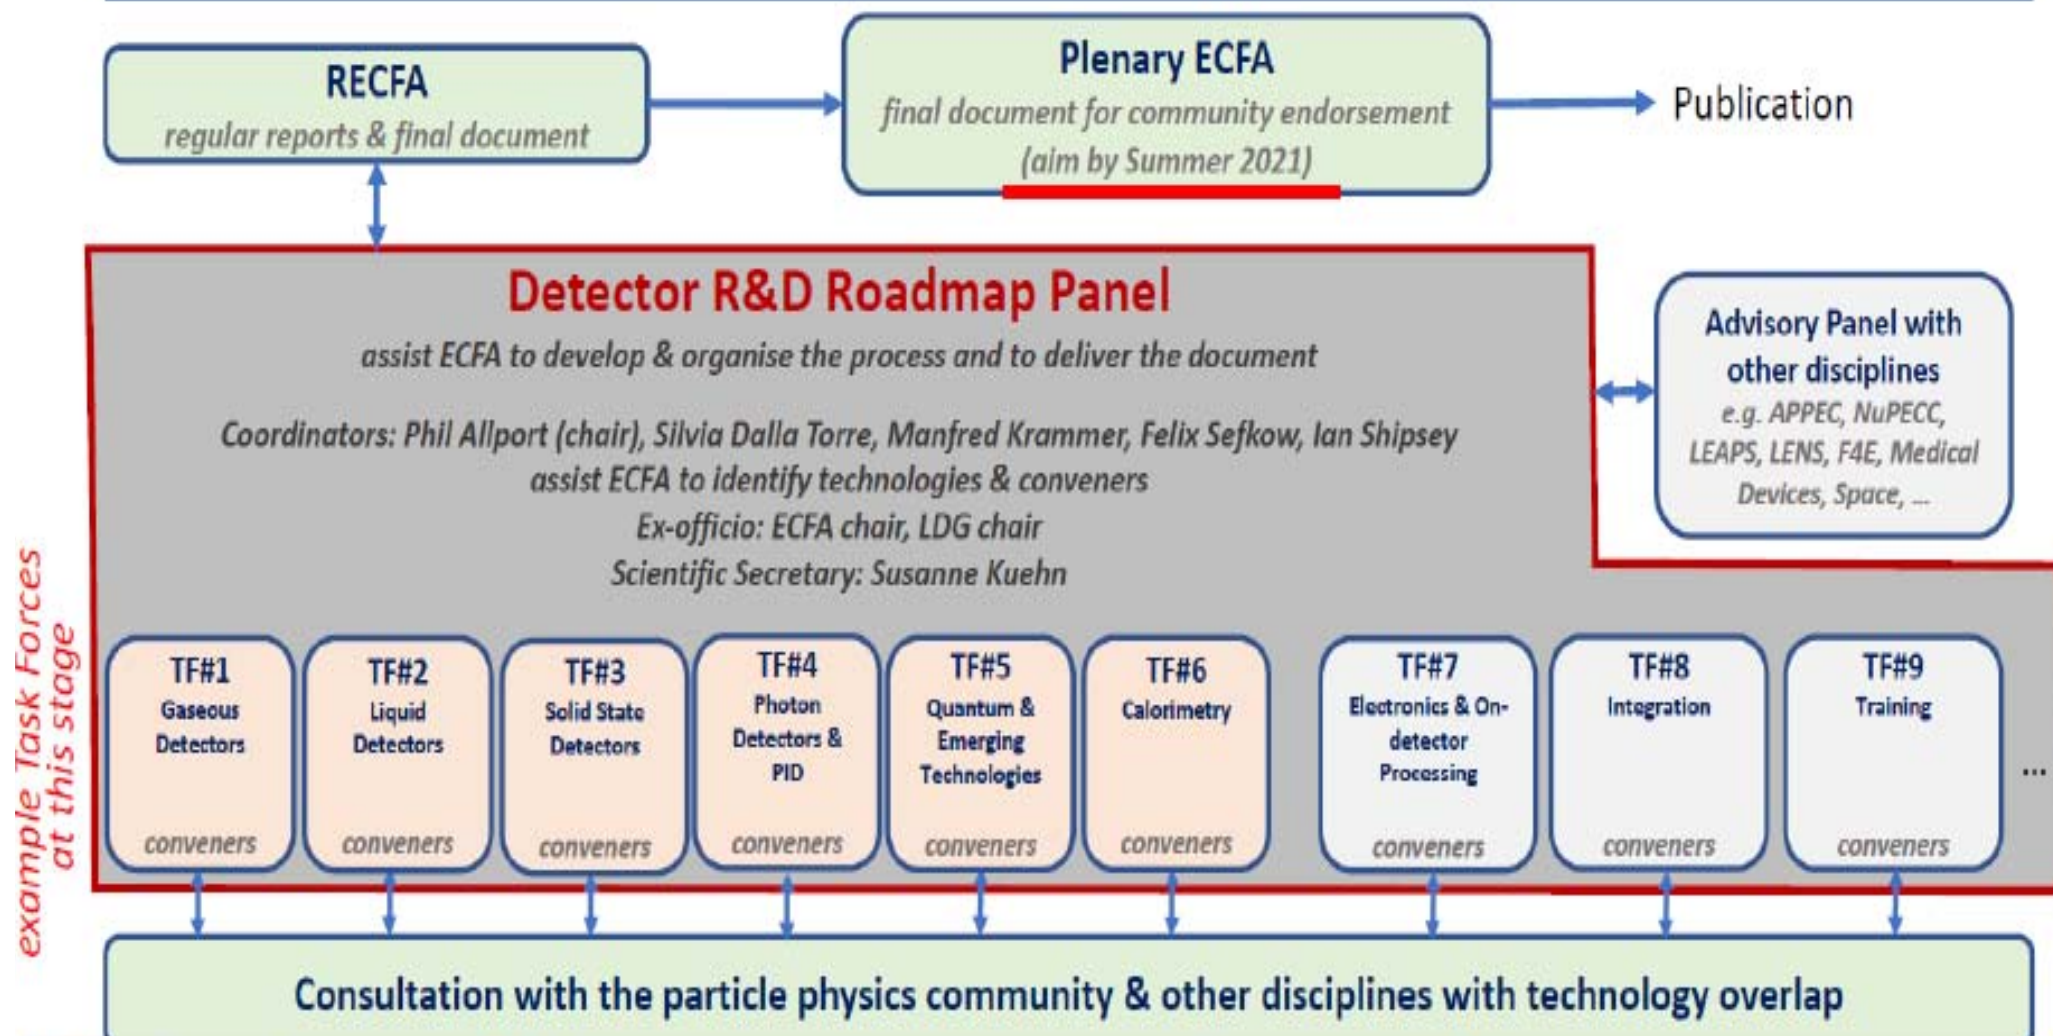 RECFA
regular reports & final document
Plenary ECFA
final document for community endorsement
(aim by Summer 2021)
Publication
Detector R&D Roadmap Panel
assist ECFA to develop & organise the process and to deliver the document
Coordinators: Phil Allport (chair), Silvia Dalla Torre, Manfred Krammer, Felix Sefkow, Ian Shipsey
assist ECFA to identify technologies & conveners
Ex-officio: ECFA chair, LDG chair
Scientific Secretary: Susanne Kuehn
Advisory Panel with
other disciplines
e.g. APPEC, NuPECC,
LEAPS, LENS, F4E, Medical
Devices, Space, ...
example Task Forces
at this stage
TF#1
Gaseous
Detectors
conveners
TF#2
Liquid
Detectors
conveners
TF#3
Solid State
Detectors
conveners
TF#4
Photon
Detectors &
PID
conveners
TF#5
Quantum &
Emerging
Technologies
conveners
TF#6
Calorimetry
conveners
TF#7
Electronics & On-
detector
Processing
conveners
TF#8
Integration
conveners
TF#9
Training
conveners
...
Consultation with the particle physics community & other disciplines with technology overlap